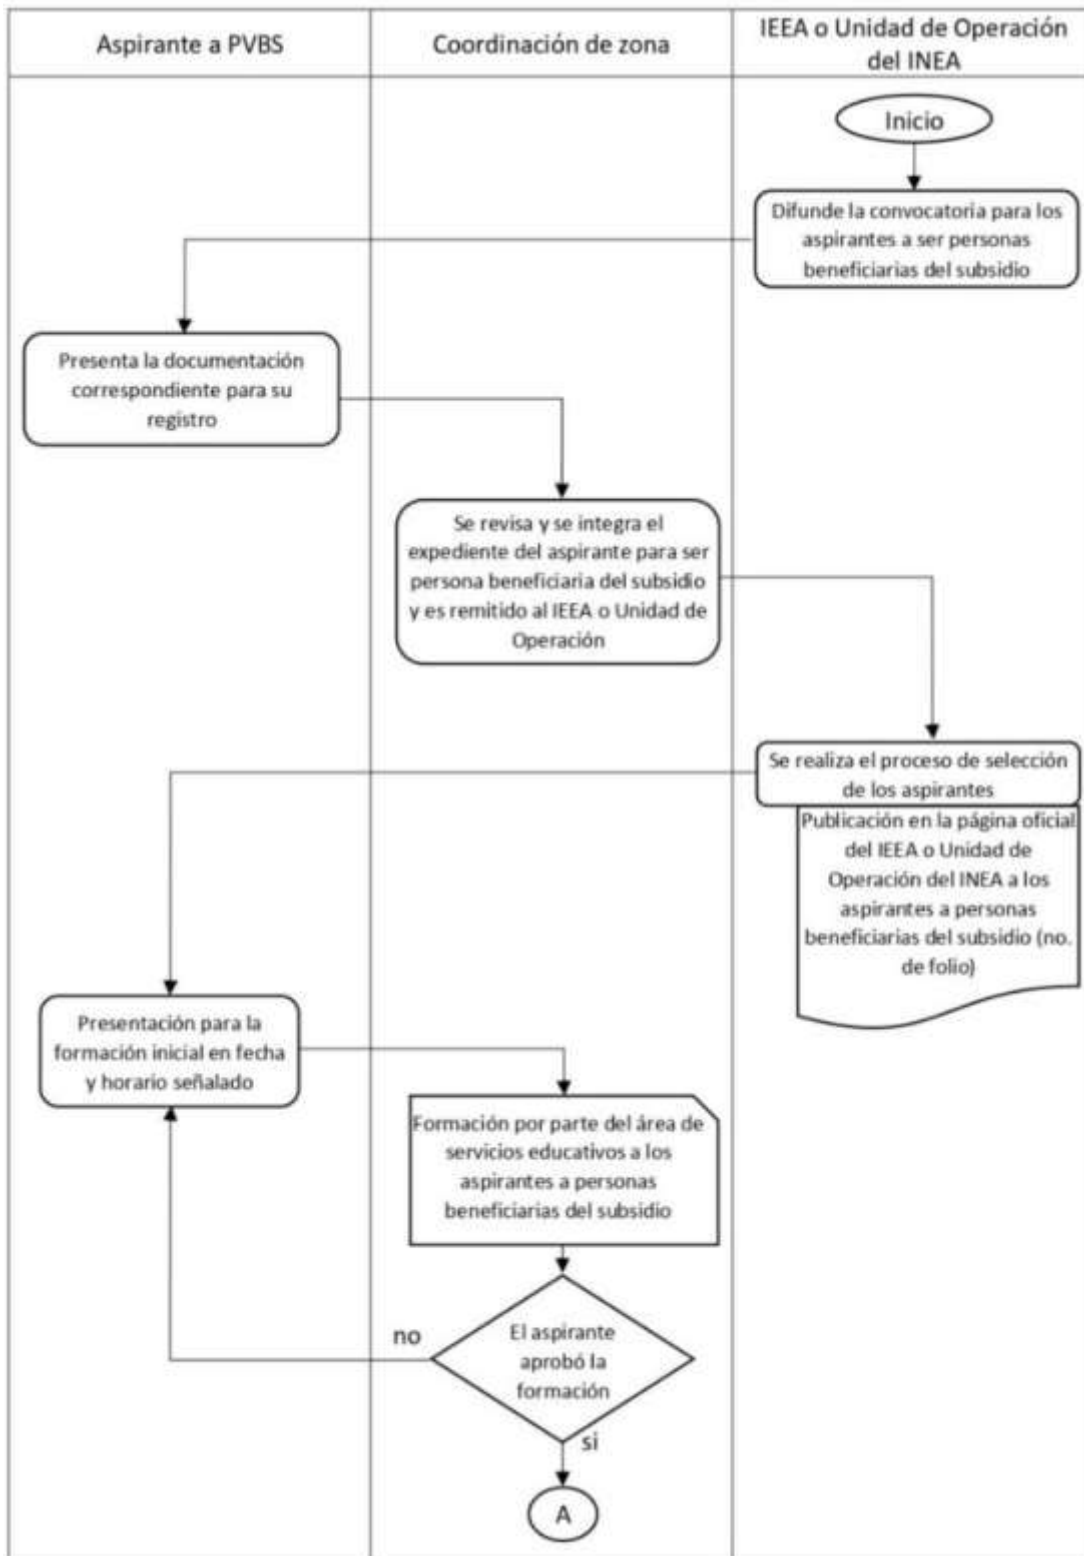 Aspirante a PVBS
Coordinación de zona
IEEA o Unidad de Operación
del INEA
Inicio
Difunde la convocatoria para los
aspirantes a ser personas
beneficiarias del subsidio
Presenta la documentación
correspondiente para su
registro
Se revisa y se integra el
expediente del aspirante para ser
persona beneficiaria del subsidio
y es remitido al IEEA o Unidad de
Operación
Se realiza el proceso de selección
de los aspirantes
Publicación en la página oficial
del IEEA o Unidad de
Operación del INEA a los
aspirantes a personas
beneficiarias del subsidio (no.
de folio)
Presentación para la
formación inicial en fecha
y horario señalado
Formación por parte del área de
servicios educativos a los
aspirantes a personas
beneficiarias del subsidio
no
El aspirante
aprobó la
formación
si
A